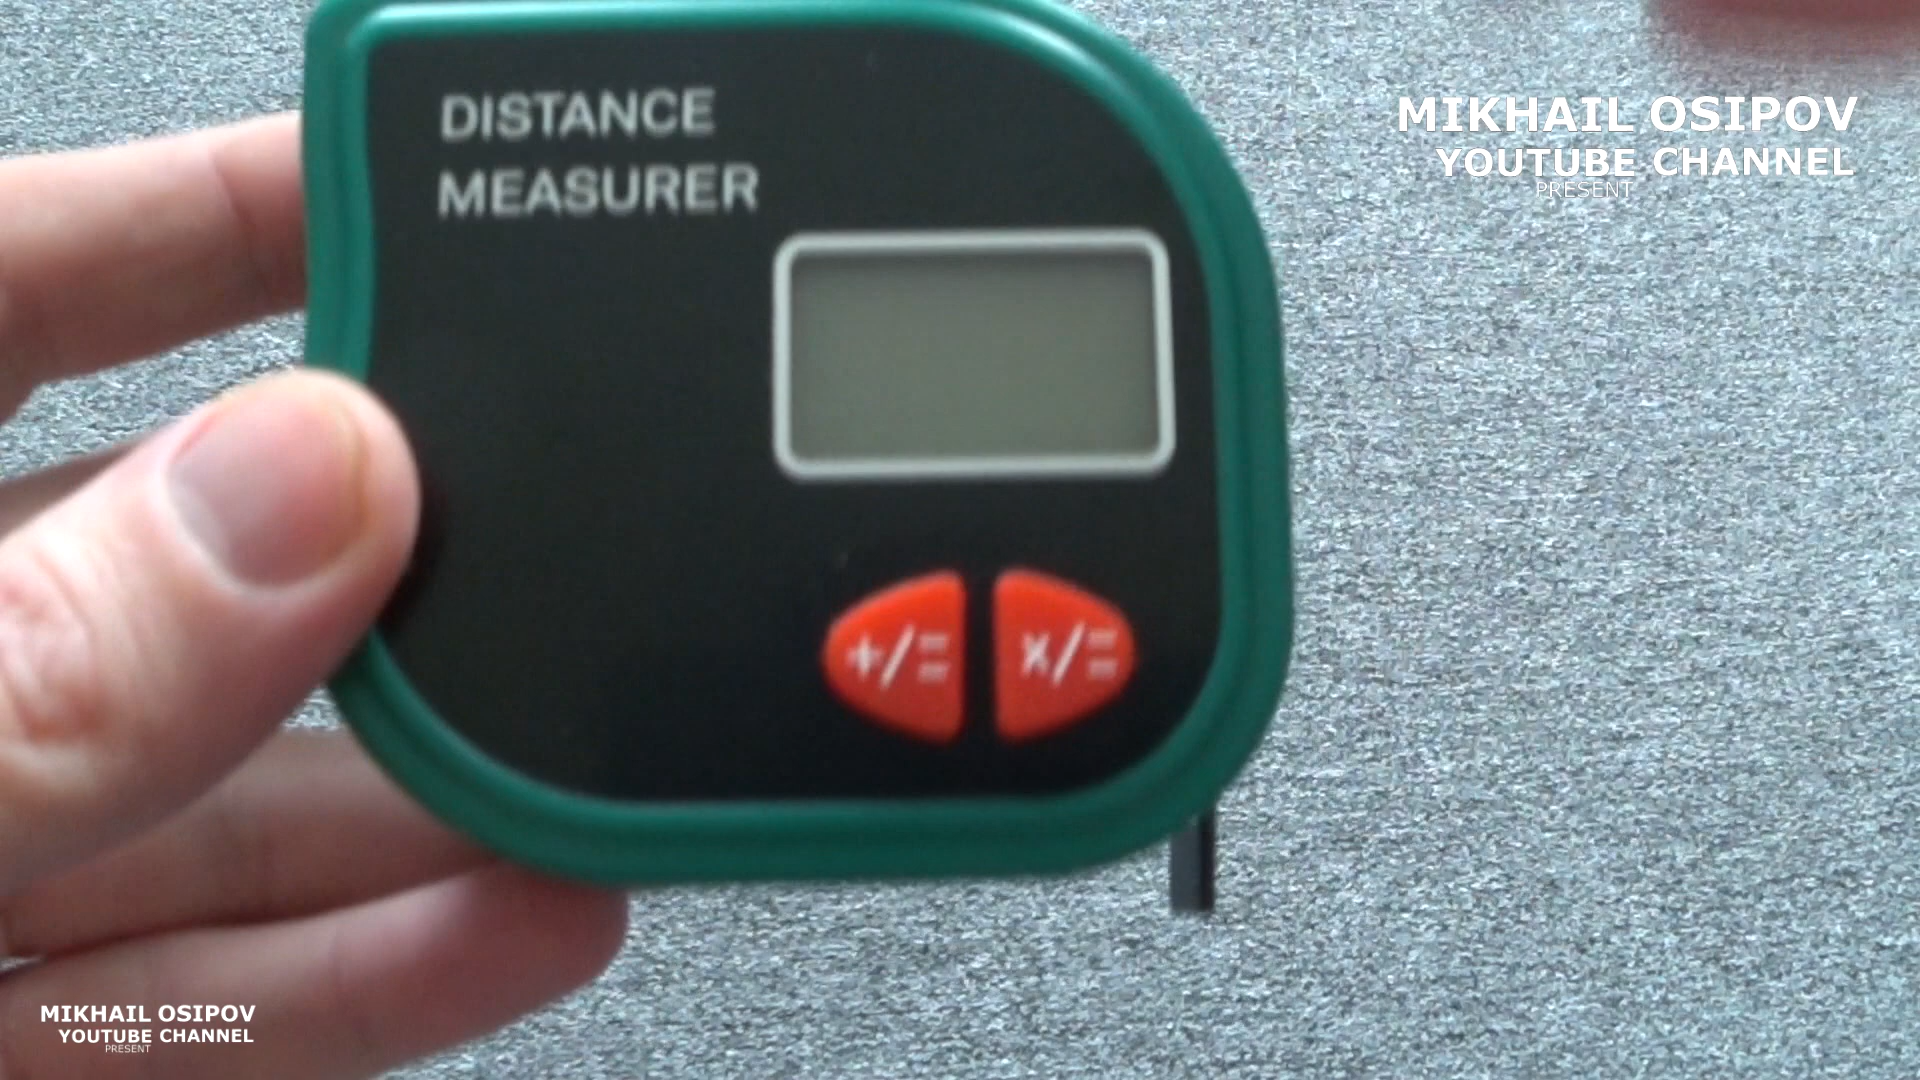 DISTANCE
MEASURER
+/=
x/=
MIKHAIL OSIPOV
YOUTUBE CHANNEL
PRESENT
MIKHAIL OSIPOV
YOUTUBE CHANNEL
PRESENT